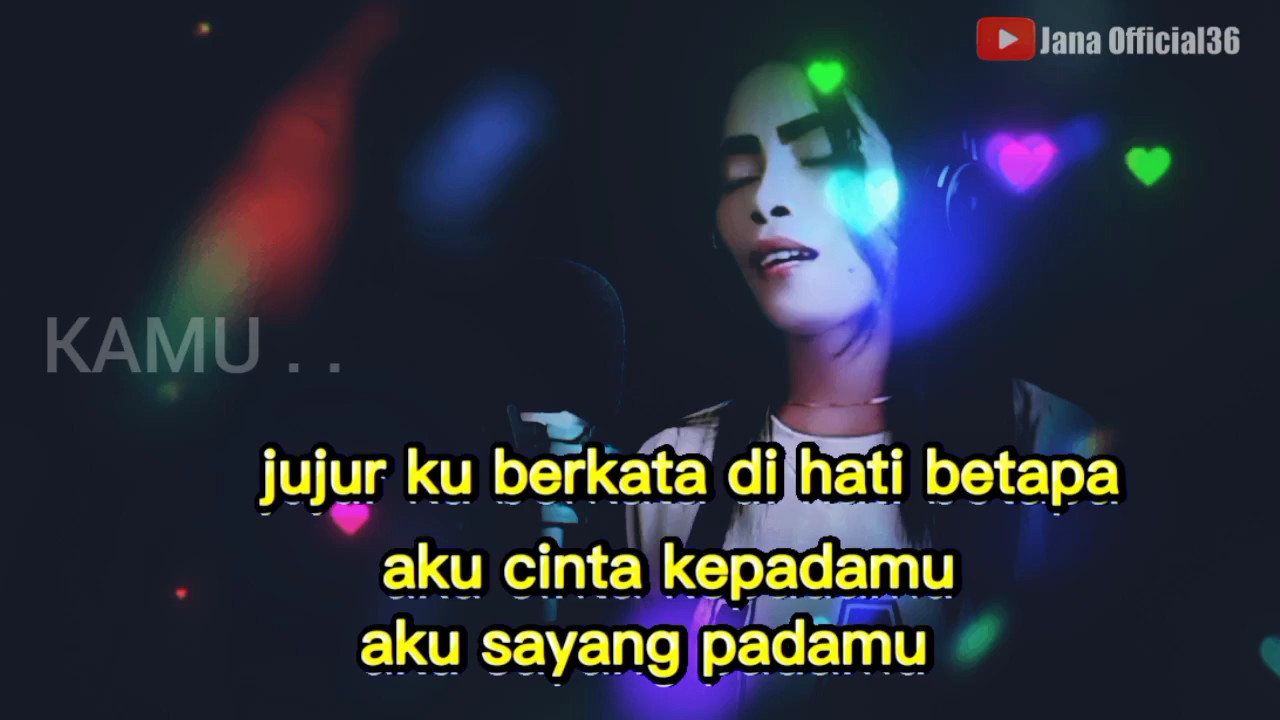 Jana Official36
KAMU . .
jujur ku berkata di hati betapa
aku cinta kepadamu
aku sayang padamu